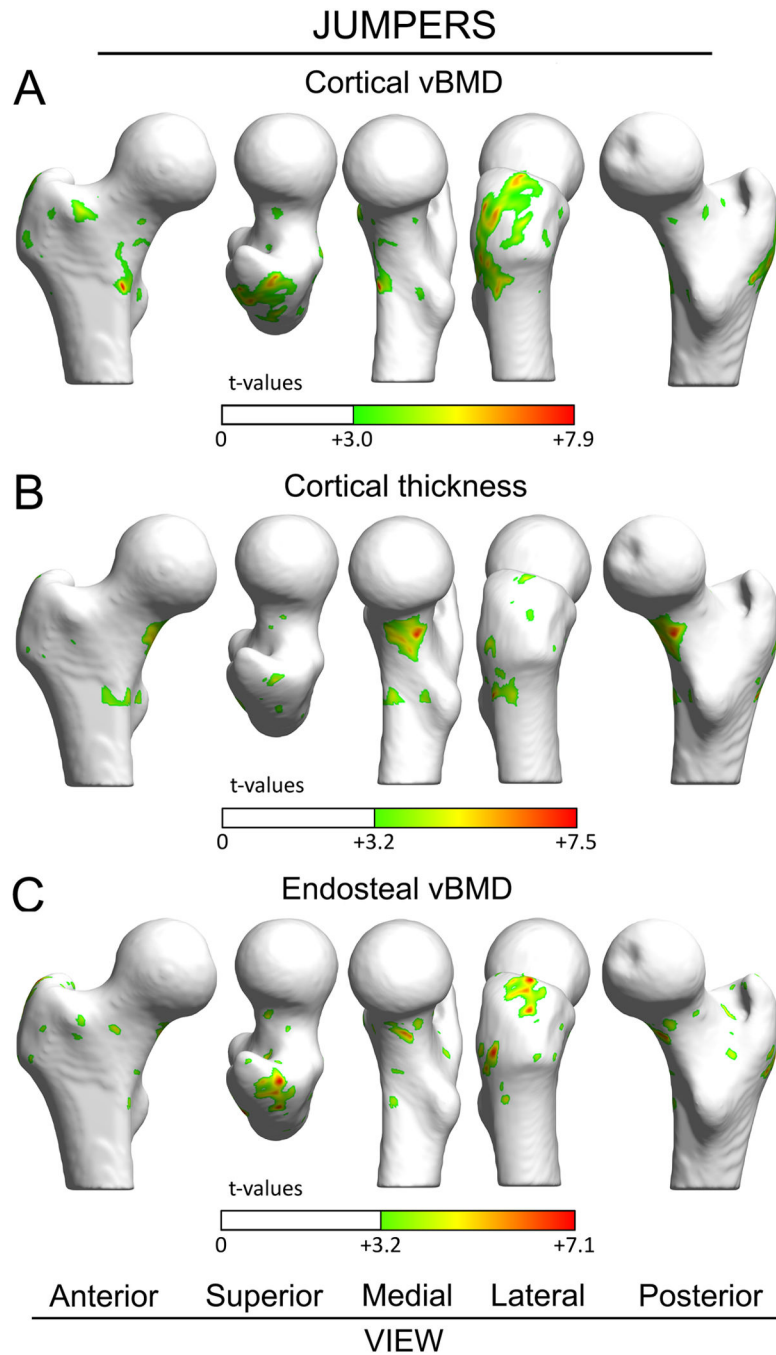 JUMPERS
A
Cortical vBMD
t-values
0 +3.0 +7.9
B
Cortical thickness
t-values
0 +3.2 +7.5
C
Endosteal vBMD
t-values
0 +3.2 +7.1
Anterior Superior Medial Lateral Posterior
VIEW